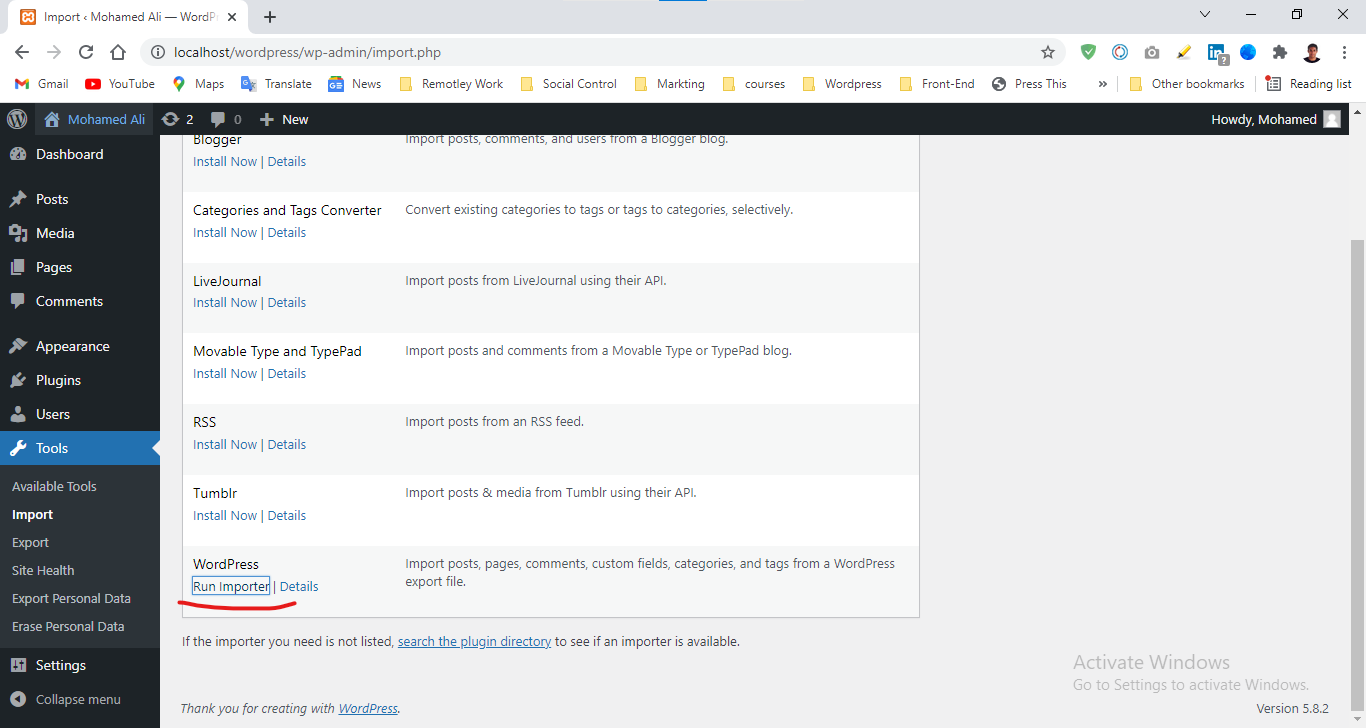 Import ‹ Mohamed Ali — WordP
localhost/wordpress/wp-admin/import.php
Gmail YouTube Maps Translate News Remotley Work Social Control Markting courses Wordpress Front-End Press This » Other bookmarks Reading list
Mohamed Ali 2 0 New Howdy, Mohamed
Dashboard
Posts
Media
Pages
Comments
Appearance
Plugins
Users
Tools
Available Tools
Import
Export
Site Health
Export Personal Data
Erase Personal Data
Settings
Collapse menu
Blogger Import posts, comments, and users from a Blogger blog.
Install Now | Details
Categories and Tags Converter Convert existing categories to tags or tags to categories, selectively.
Install Now | Details
LiveJournal Import posts from LiveJournal using their API.
Install Now | Details
Movable Type and TypePad Import posts and comments from a Movable Type or TypePad blog.
Install Now | Details
RSS Import posts from an RSS feed.
Install Now | Details
Tumblr Import posts & media from Tumblr using their API.
Install Now | Details
WordPress Import posts, pages, comments, custom fields, categories, and tags from a WordPress
export file.
Run Importer | Details
If the importer you need is not listed, search the plugin directory to see if an importer is available.
Activate Windows
Go to Settings to activate Windows.
Thank you for creating with WordPress. Version 5.8.2